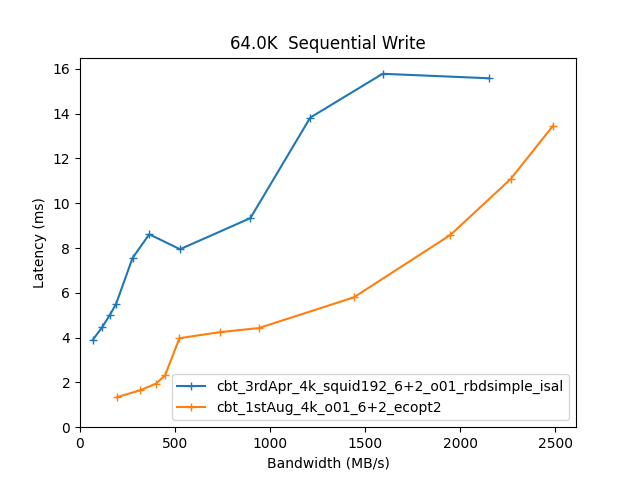 64.0K  Sequential Write
Latency (ms)
16
14
12
10
8
6
4
2
0
cbt_3rdApr_4k_squid192_6+2_o01_rbdsimple_isal
cbt_1stAug_4k_o01_6+2_ecopt2
0 500 1000 1500 2000 2500
Bandwidth (MB/s)